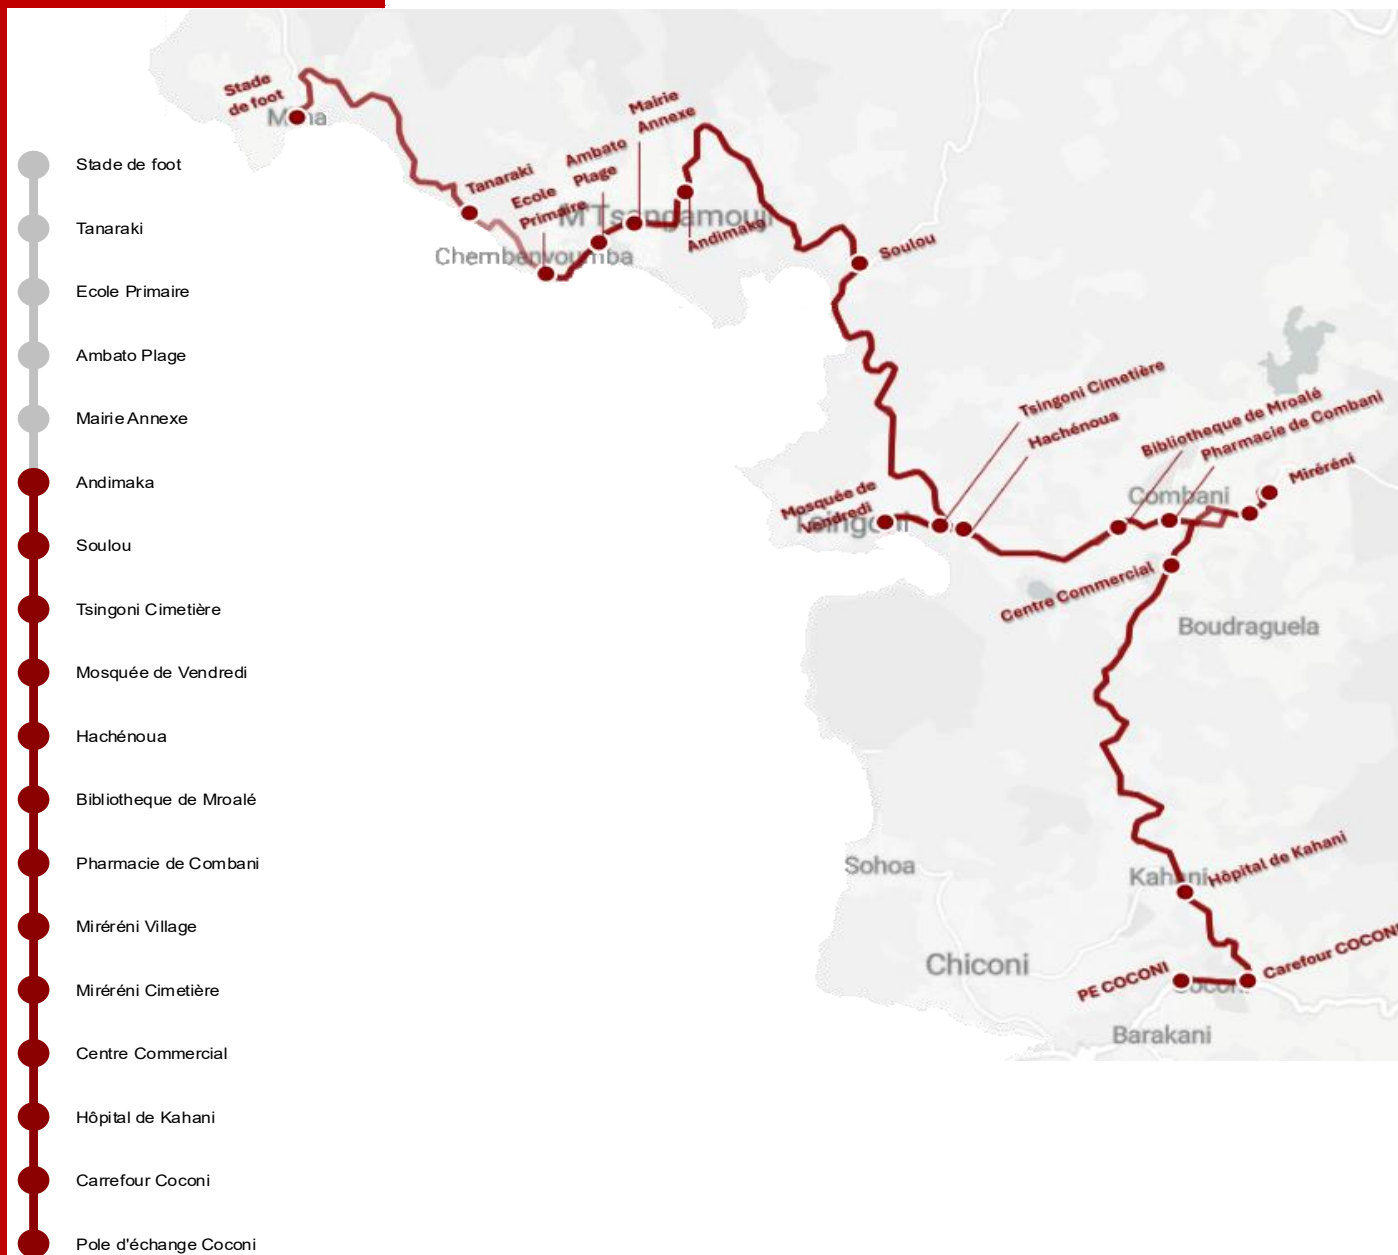 Stade de foot
Tanaraki
Ecole Primaire
Ambato Plage
Mairie Annexe
Andimaka
Soulou
Tsingoni Cimetière
Mosquée de Vendredi
Hachénoua
Bibliotheque de Mroalé
Pharmacie de Combani
Miréréni Village
Miréréni Cimetière
Centre Commercial
Hôpital de Kahani
Carrefour Coconi
Pole d'échange Coconi
Stade
de foot
Tanaraki
Ecole
Primaire
Chembenyoumba
Ambato
Plage
Mairie
Annexe
M'Tsangamouji
Andimaka
Soulou
Tsingoni Cimetière
Hachénoua
Bibliotheque de Mroalé
Pharmacie de Combani
Miréréni
Combani
Mosquée de
Vendredi
Tsingoni
Centre Commercial
Boudraguela
Sohoa
Kahani
Hôpital de Kahani
Chiconi
PE COCONI
Coconi
Carefour COCONI
Barakani